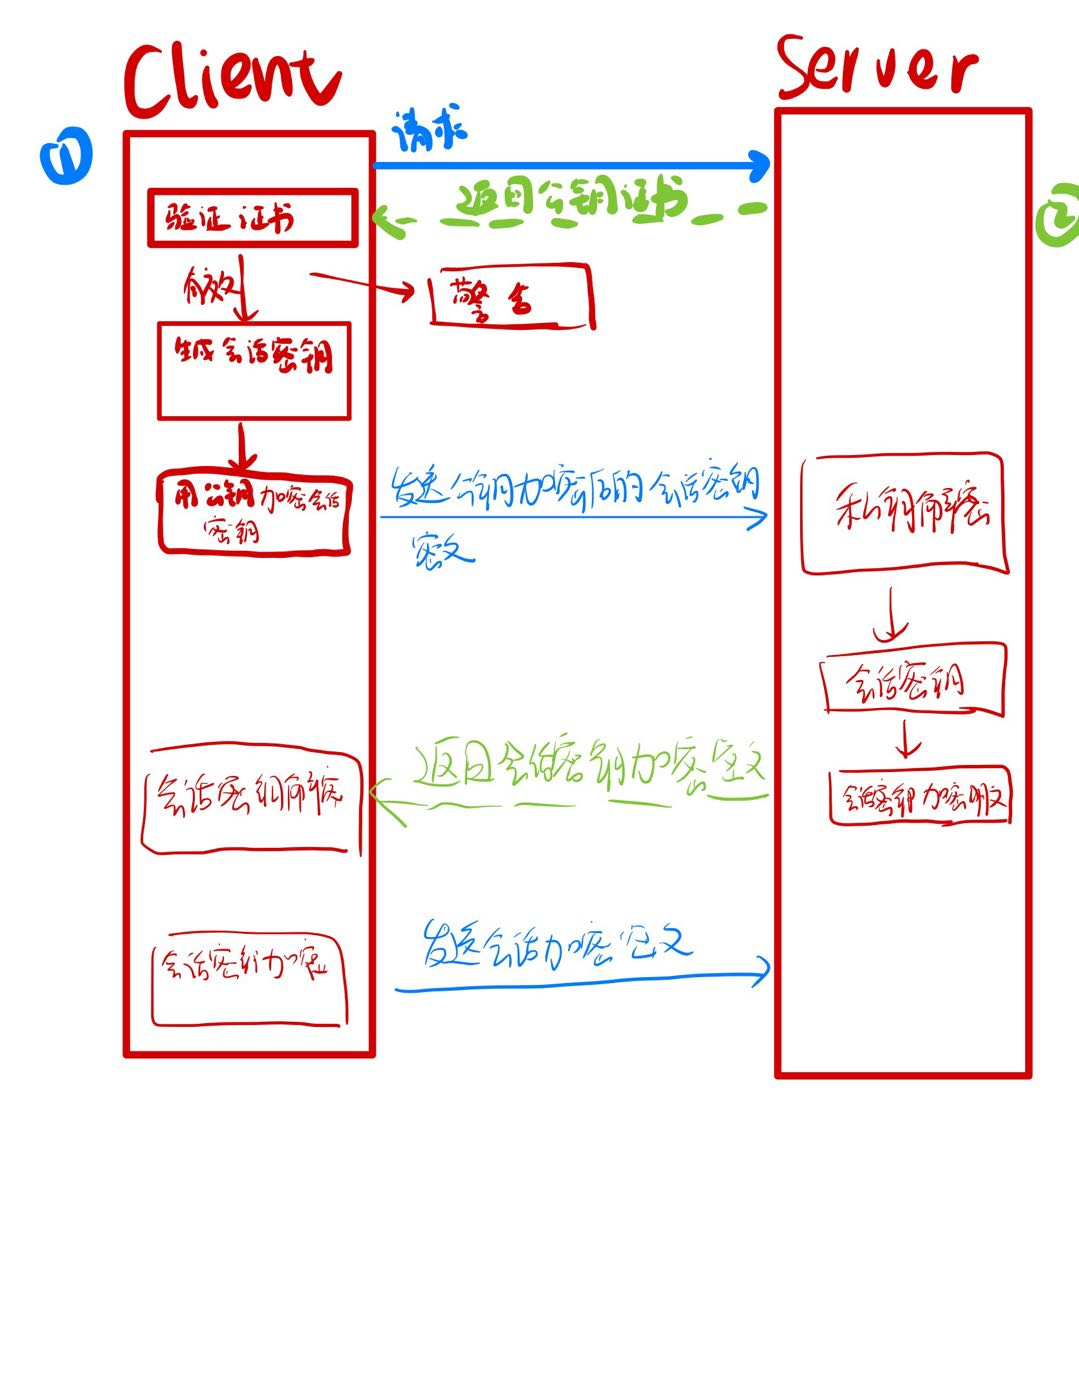 Client
Server
①
请求
返回公钥证书
②
验证证书
有效
警告
生成会话密钥
用公钥加密会话
密钥
发送公钥加密后的会话密钥
密文
私钥解密
会话密钥
返回会话密钥加密密文
会话密钥解密
会话密钥加密明文
发送会话加密密文
会话密钥加密